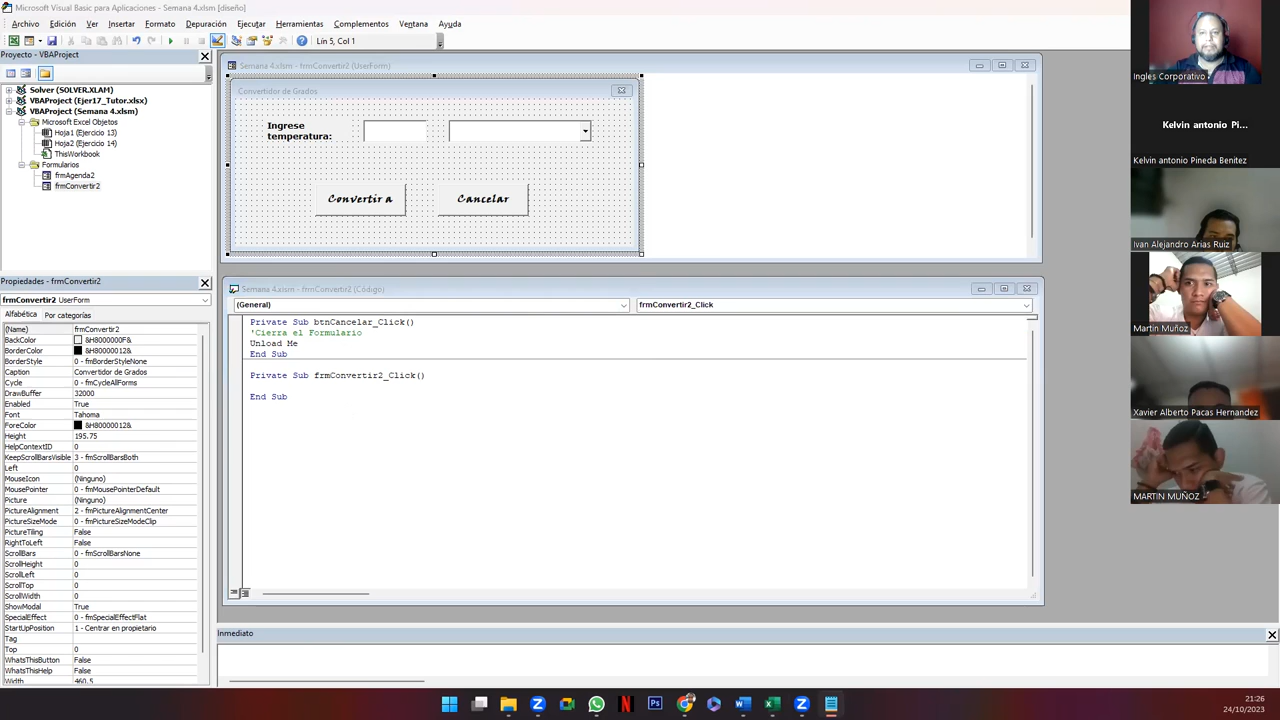 Microsoft Visual Basic para Aplicaciones - Semana 4.xlsm [diseño]
Archivo Edición Ver Insertar Formato Depuración Ejecutar Herramientas Complementos Ventana Ayuda
Lín 5, Col 1
Proyecto - VBAProject
Solver (SOLVER.XLAM)
VBAProject (Ejer17_Tutor.xlsx)
VBAProject (Semana 4.xlsm)
Microsoft Excel Objetos
Hoja1 (Ejercicio 13)
Hoja2 (Ejercicio 14)
ThisWorkbook
Formularios
frmAgenda2
frmConvertir2
Propiedades - frmConvertir2
frmConvertir2 UserForm
Alfabética Por categorías
(Name) frmConvertir2
BackColor &H8000000F&
BorderColor &H80000012&
BorderStyle 0 - fmBorderStyleNone
Caption Convertidor de Grados
Cycle 0 - fmCycleAllForms
DrawBuffer 32000
Enabled True
Font Tahoma
ForeColor &H80000012&
Height 195.75
HelpContextID 0
KeepScrollBarsVisible 3 - fmScrollBarsBoth
Left 0
MouseIcon (Ninguno)
MousePointer 0 - fmMousePointerDefault
Picture (Ninguno)
PictureAlignment 2 - fmPictureAlignmentCenter
PictureSizeMode 0 - fmPictureSizeModeClip
PictureTiling False
RightToLeft False
ScrollBars 0 - fmScrollBarsNone
ScrollHeight 0
ScrollLeft 0
ScrollTop 0
ScrollWidth 0
ShowModal True
SpecialEffect 0 - fmSpecialEffectFlat
StartUpPosition 1 - Centrar en propietario
Tag
Top 0
WhatsThisButton False
WhatsThisHelp False
Width 460.5
Semana 4.xlsm - frmConvertir2 (UserForm)
Convertidor de Grados
Ingrese
temperatura:
Convertir a Cancelar
Semana 4.xlsm - frmConvertir2 (Código)
(General) frmConvertir2_Click
Private Sub btnCancelar_Click()
'Cierra el Formulario
Unload Me
End Sub
Private Sub frmConvertir2_Click()
End Sub
Inmediato
Ingles Corporativo
Kelvin antonio Pi...
Kelvin antonio Pineda Benitez
Ivan Alejandro Arias Ruiz
Martin Muñoz
Xavier Alberto Pacas Hernandez
MARTIN MUÑOZ
21:26
24/10/2023